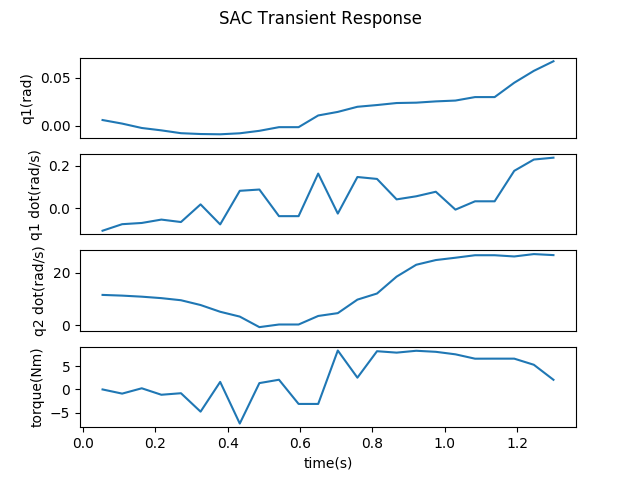 SAC Transient Response
q1(rad)
0.05
0.00
q1 dot(rad/s)
0.2
0.0
q2 dot(rad/s)
20
0
torque(Nm)
5
0
−5
0.0 0.2 0.4 0.6 0.8 1.0 1.2
time(s)